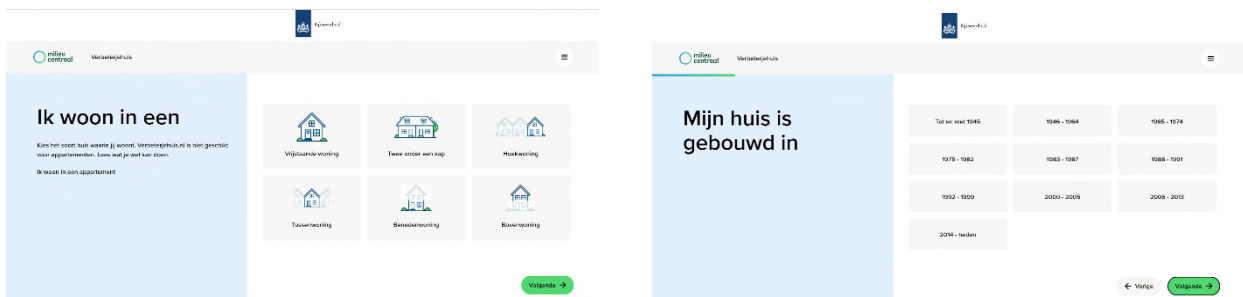 Rijksoverheid
milieu
centraal
Verbeterjehuis
Ik woon in een
Kies het soort huis waarin jij woont. Verbeterjehuis.nl is niet geschikt
voor appartementen. Lees wat je wel kan doen.
Ik woon in een appartement
Vrijstaande woning
Twee onder een kap
Hoekwoning
Tussenwoning
Benedenwoning
Bovenwoning
Volgende →
Rijksoverheid
milieu
centraal
Verbeterjehuis
Mijn huis is
gebouwd in
Tot en met 1945
1946 - 1964
1965 - 1974
1975 - 1982
1983 - 1987
1988 - 1991
1992 - 1999
2000 - 2005
2006 - 2013
2014 - heden
← Vorige
Volgende →